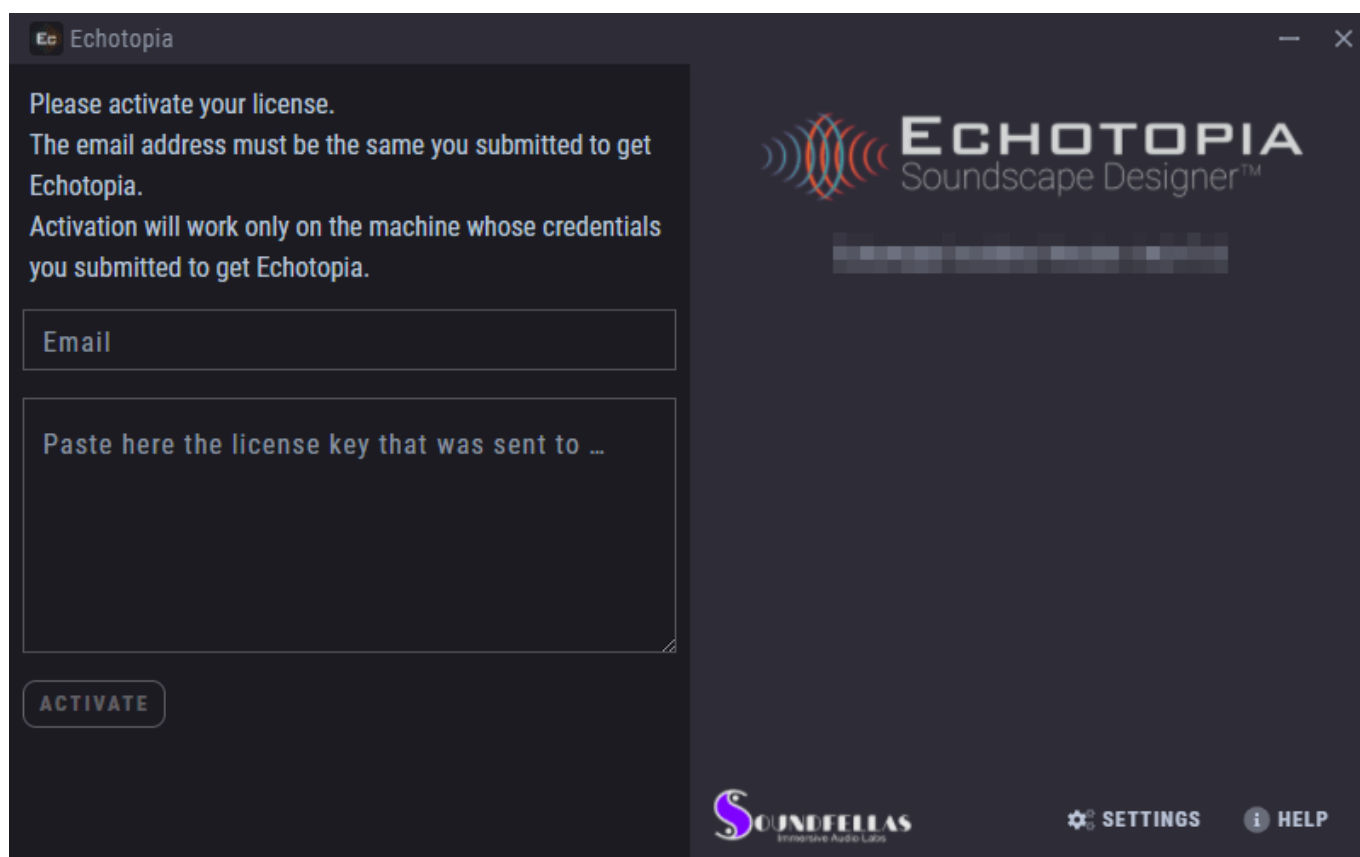 Ec Echotopia
Please activate your license.
The email address must be the same you submitted to get
Echotopia.
Activation will work only on the machine whose credentials
you submitted to get Echotopia.
Email
Paste here the license key that was sent to …
ACTIVATE
ECHOTOPIA
Soundscape Designer™
SOUNDFELLAS
Immersive Audio Labs
SETTINGS
HELP